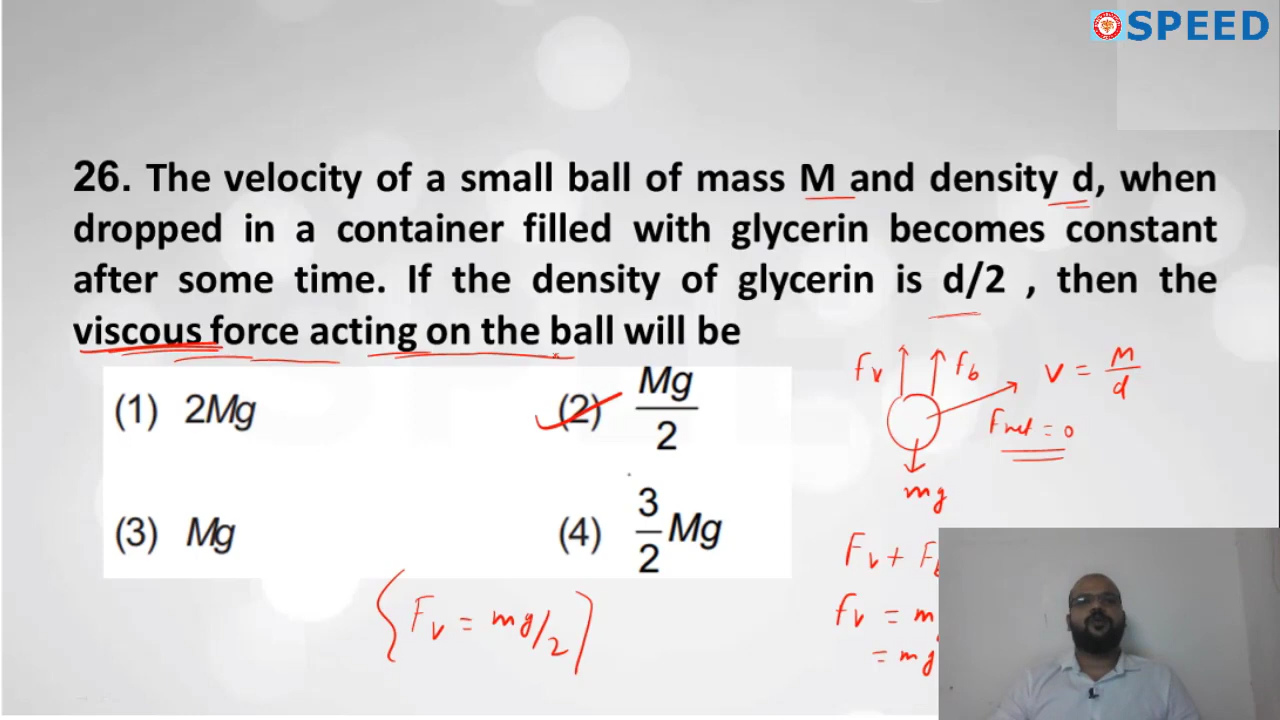 SPEED
26. The velocity of a small ball of mass M and density d, when
dropped in a container filled with glycerin becomes constant
after some time. If the density of glycerin is d/2 , then the
viscous force acting on the ball will be
(1) 2Mg
(2) Mg/2
(3) Mg
(4) 3/2 Mg
Fv Fb V = M/d
Fnet = 0
mg
Fv + F
Fv = m
= mg
{Fv = mg/2}